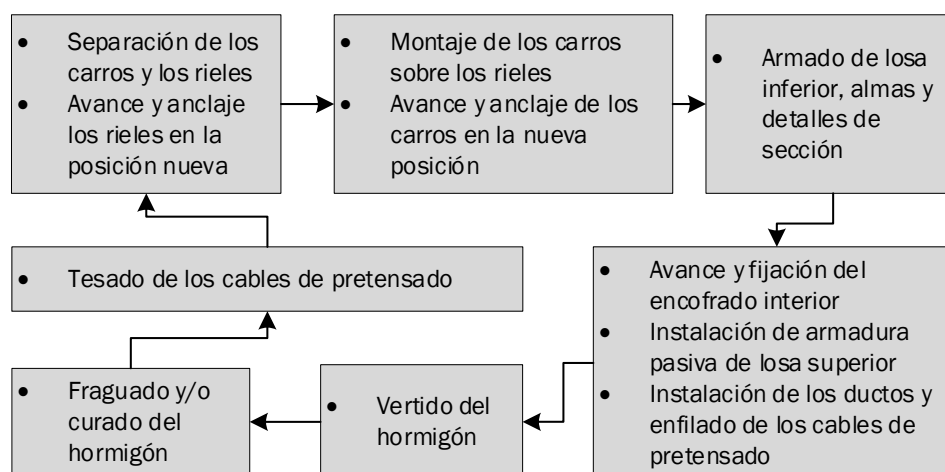 • Separación de los
carros y los rieles
• Avance y anclaje
los rieles en la
posición nueva
• Montaje de los carros
sobre los rieles
• Avance y anclaje de los
carros en la nueva
posición
• Armado de losa
inferior, almas y
detalles de
sección
• Avance y fijación del
encofrado interior
• Instalación de armadura
pasiva de losa superior
• Instalación de los ductos y
enfilado de los cables de
pretensado
• Vertido del
hormigón
• Fraguado y/o
curado del
hormigón
• Tesado de los cables de pretensado